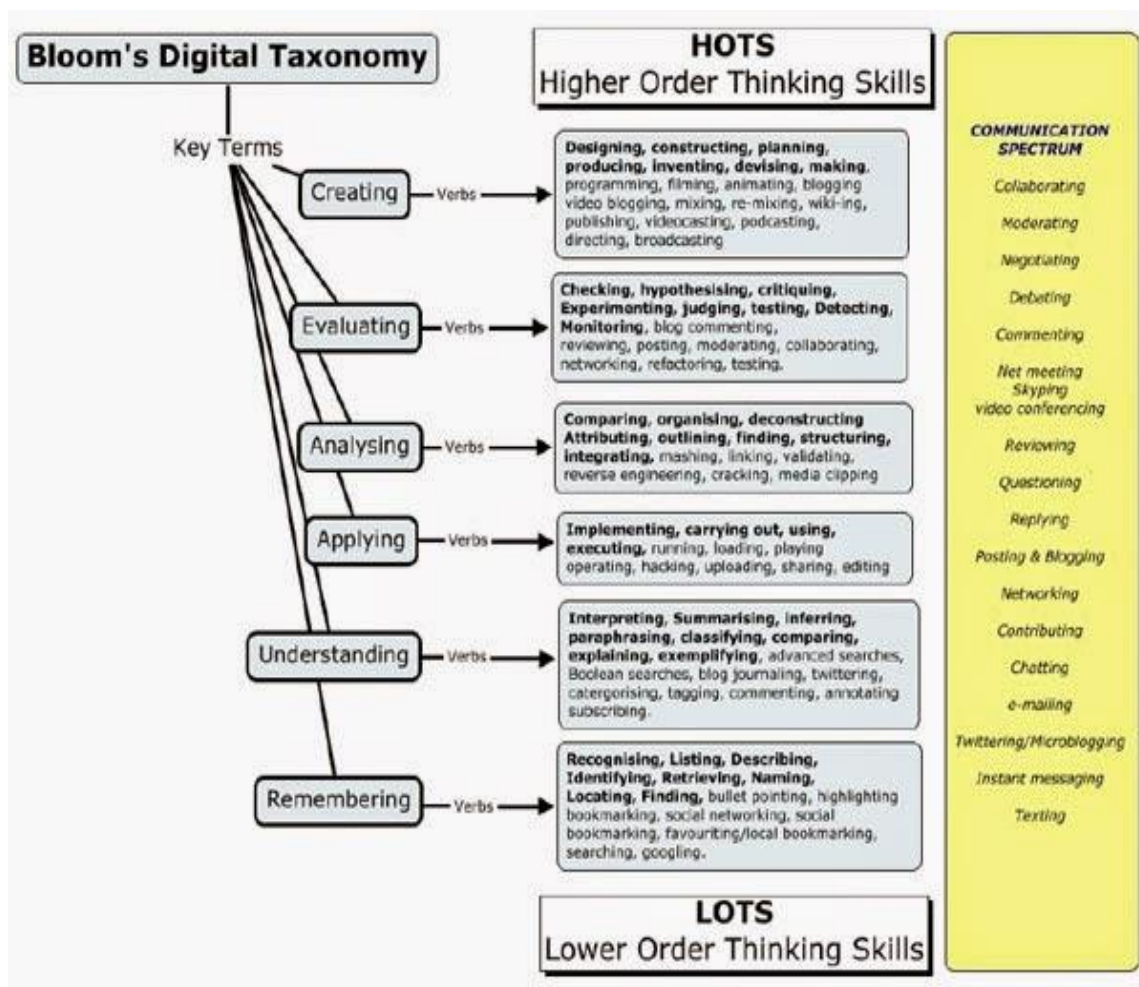 Bloom's Digital Taxonomy
Key Terms
HOTS
Higher Order Thinking Skills
Creating
Verbs
Designing, constructing, planning,
producing, inventing, devising, making,
programming, filming, animating, blogging
video blogging, mixing, re-mixing, wiki-ing,
publishing, videocasting, podcasting,
directing, broadcasting
Evaluating
Verbs
Checking, hypothesising, critiquing,
Experimenting, judging, testing, Detecting,
Monitoring, blog commenting,
reviewing, posting, moderating, collaborating,
networking, refactoring, testing.
Analysing
Verbs
Comparing, organising, deconstructing
Attributing, outlining, finding, structuring,
integrating, mashing, linking, validating,
reverse engineering, cracking, media clipping
Applying
Verbs
Implementing, carrying out, using,
executing, running, loading, playing
operating, hacking, uploading, sharing, editing
Understanding
Verbs
Interpreting, Summarising, inferring,
paraphrasing, classifying, comparing,
explaining, exemplifying, advanced searches,
Boolean searches, blog journaling, twittering,
catergorising, tagging, commenting, annotating
subscribing.
Remembering
Verbs
Recognising, Listing, Describing,
Identifying, Retrieving, Naming,
Locating, Finding, bullet pointing, highlighting
bookmarking, social networking, social
bookmarking, favouriting/local bookmarking,
searching, googling.
LOTS
Lower Order Thinking Skills
COMMUNICATION
SPECTRUM
Collaborating
Moderating
Negotiating
Debating
Commenting
Net meeting
Skyping
video conferencing
Reviewing
Questioning
Replying
Posting & Blogging
Networking
Contributing
Chatting
e-mailing
Twittering/Microblogging
Instant messaging
Texting